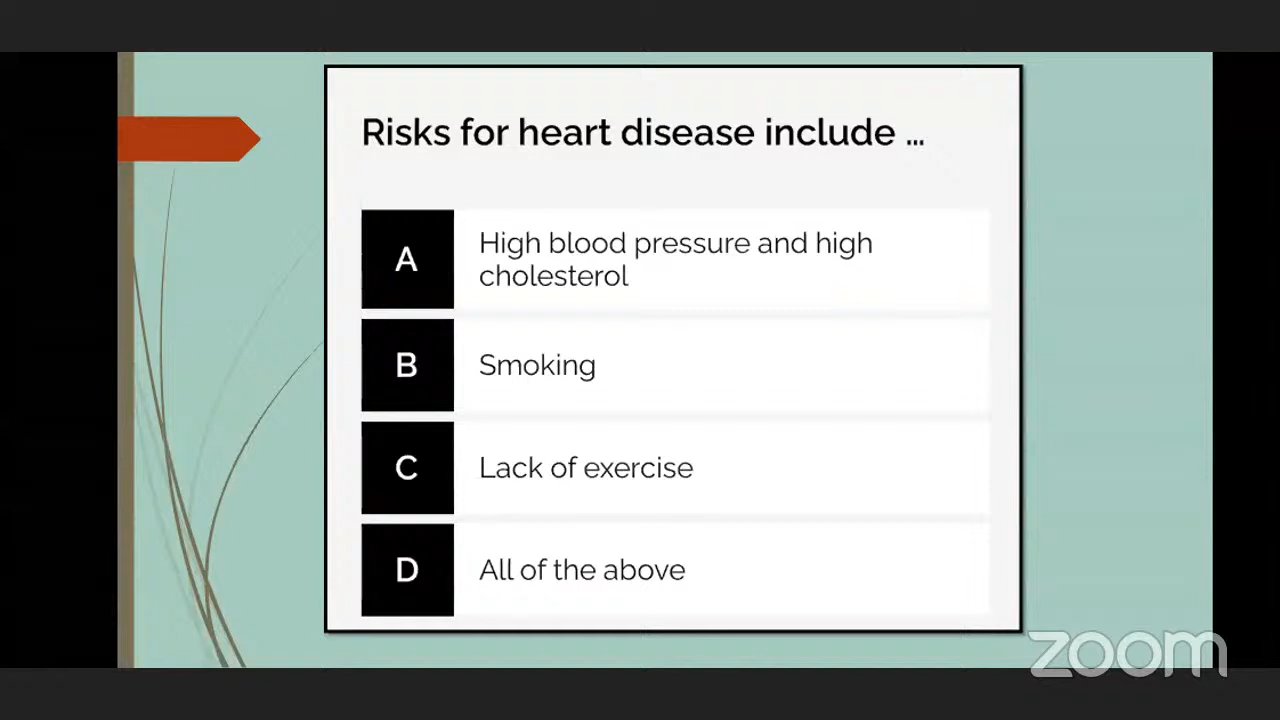 Risks for heart disease include ...
A
High blood pressure and high
cholesterol
B
Smoking
C
Lack of exercise
D
All of the above
zoom